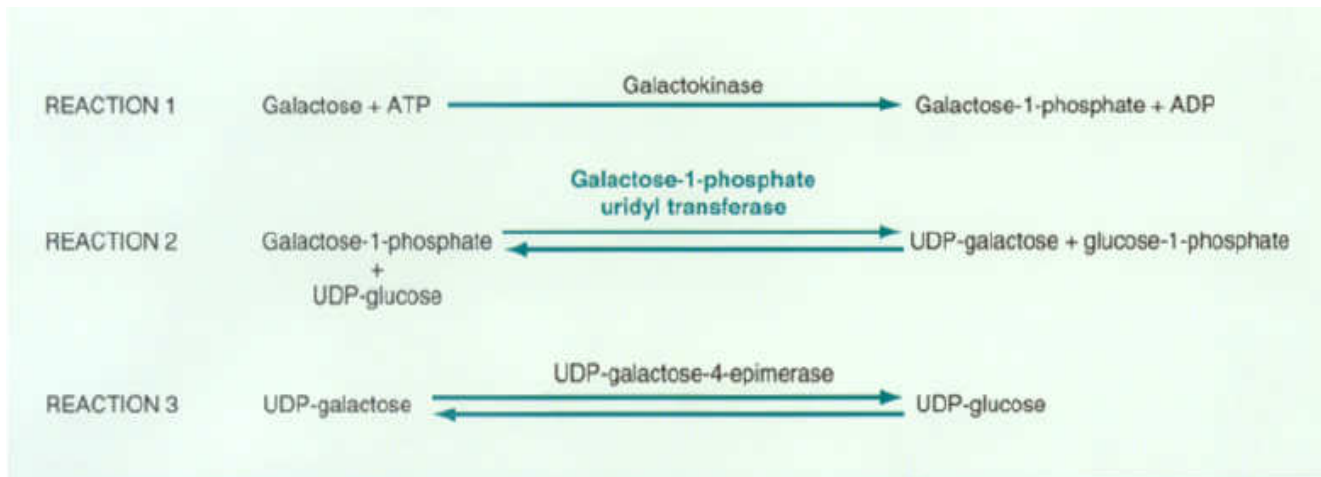 REACTION 1
Galactose + ATP
Galactokinase
Galactose-1-phosphate + ADP
REACTION 2
Galactose-1-phosphate
+
UDP-glucose
Galactose-1-phosphate
uridyl transferase
UDP-galactose + glucose-1-phosphate
REACTION 3
UDP-galactose
UDP-galactose-4-epimerase
UDP-glucose